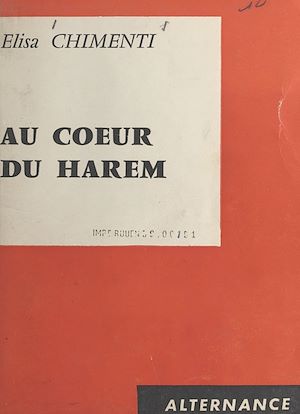 Elisa CHIMENTI
AU COEUR
DU HAREM
ALTERNANCE